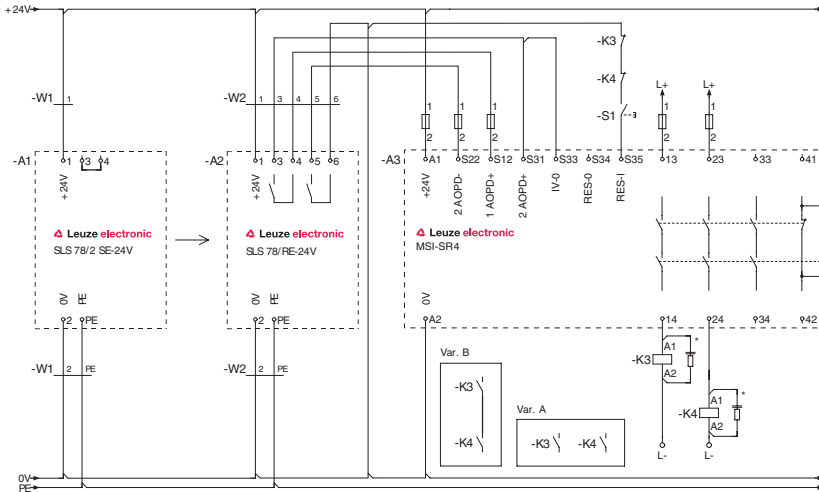 +24V
-W1 1
-W2 1 3 4 5 6
-K3
-K4
-S1
L+ L+
1 1 1 1 1
2 2 2 2 2
-A1 1 3 4
-A2 1 3 4 5 6
-A3 A1 S22 S12 S31 S33 S34 S35 13 23 33 41
+24V
+24V
+24V
2 AOPD-
1 AOPD+
2 AOPD+
IV-0
RES-0
RES-I
Leuze electronic
SLS 78/2 SE-24V
Leuze electronic
SLS 78/RE-24V
Leuze electronic
MSI-SR4
0V PE
0V PE
0V
2 PE
2 PE
A2 14 24 34 42
-W1 2 PE
-W2 2 PE
Var. B
-K3
-K4
Var. A
-K3 -K4
-K3 A1 A2 *
-K4 A1 A2 *
L- L-
0V
PE